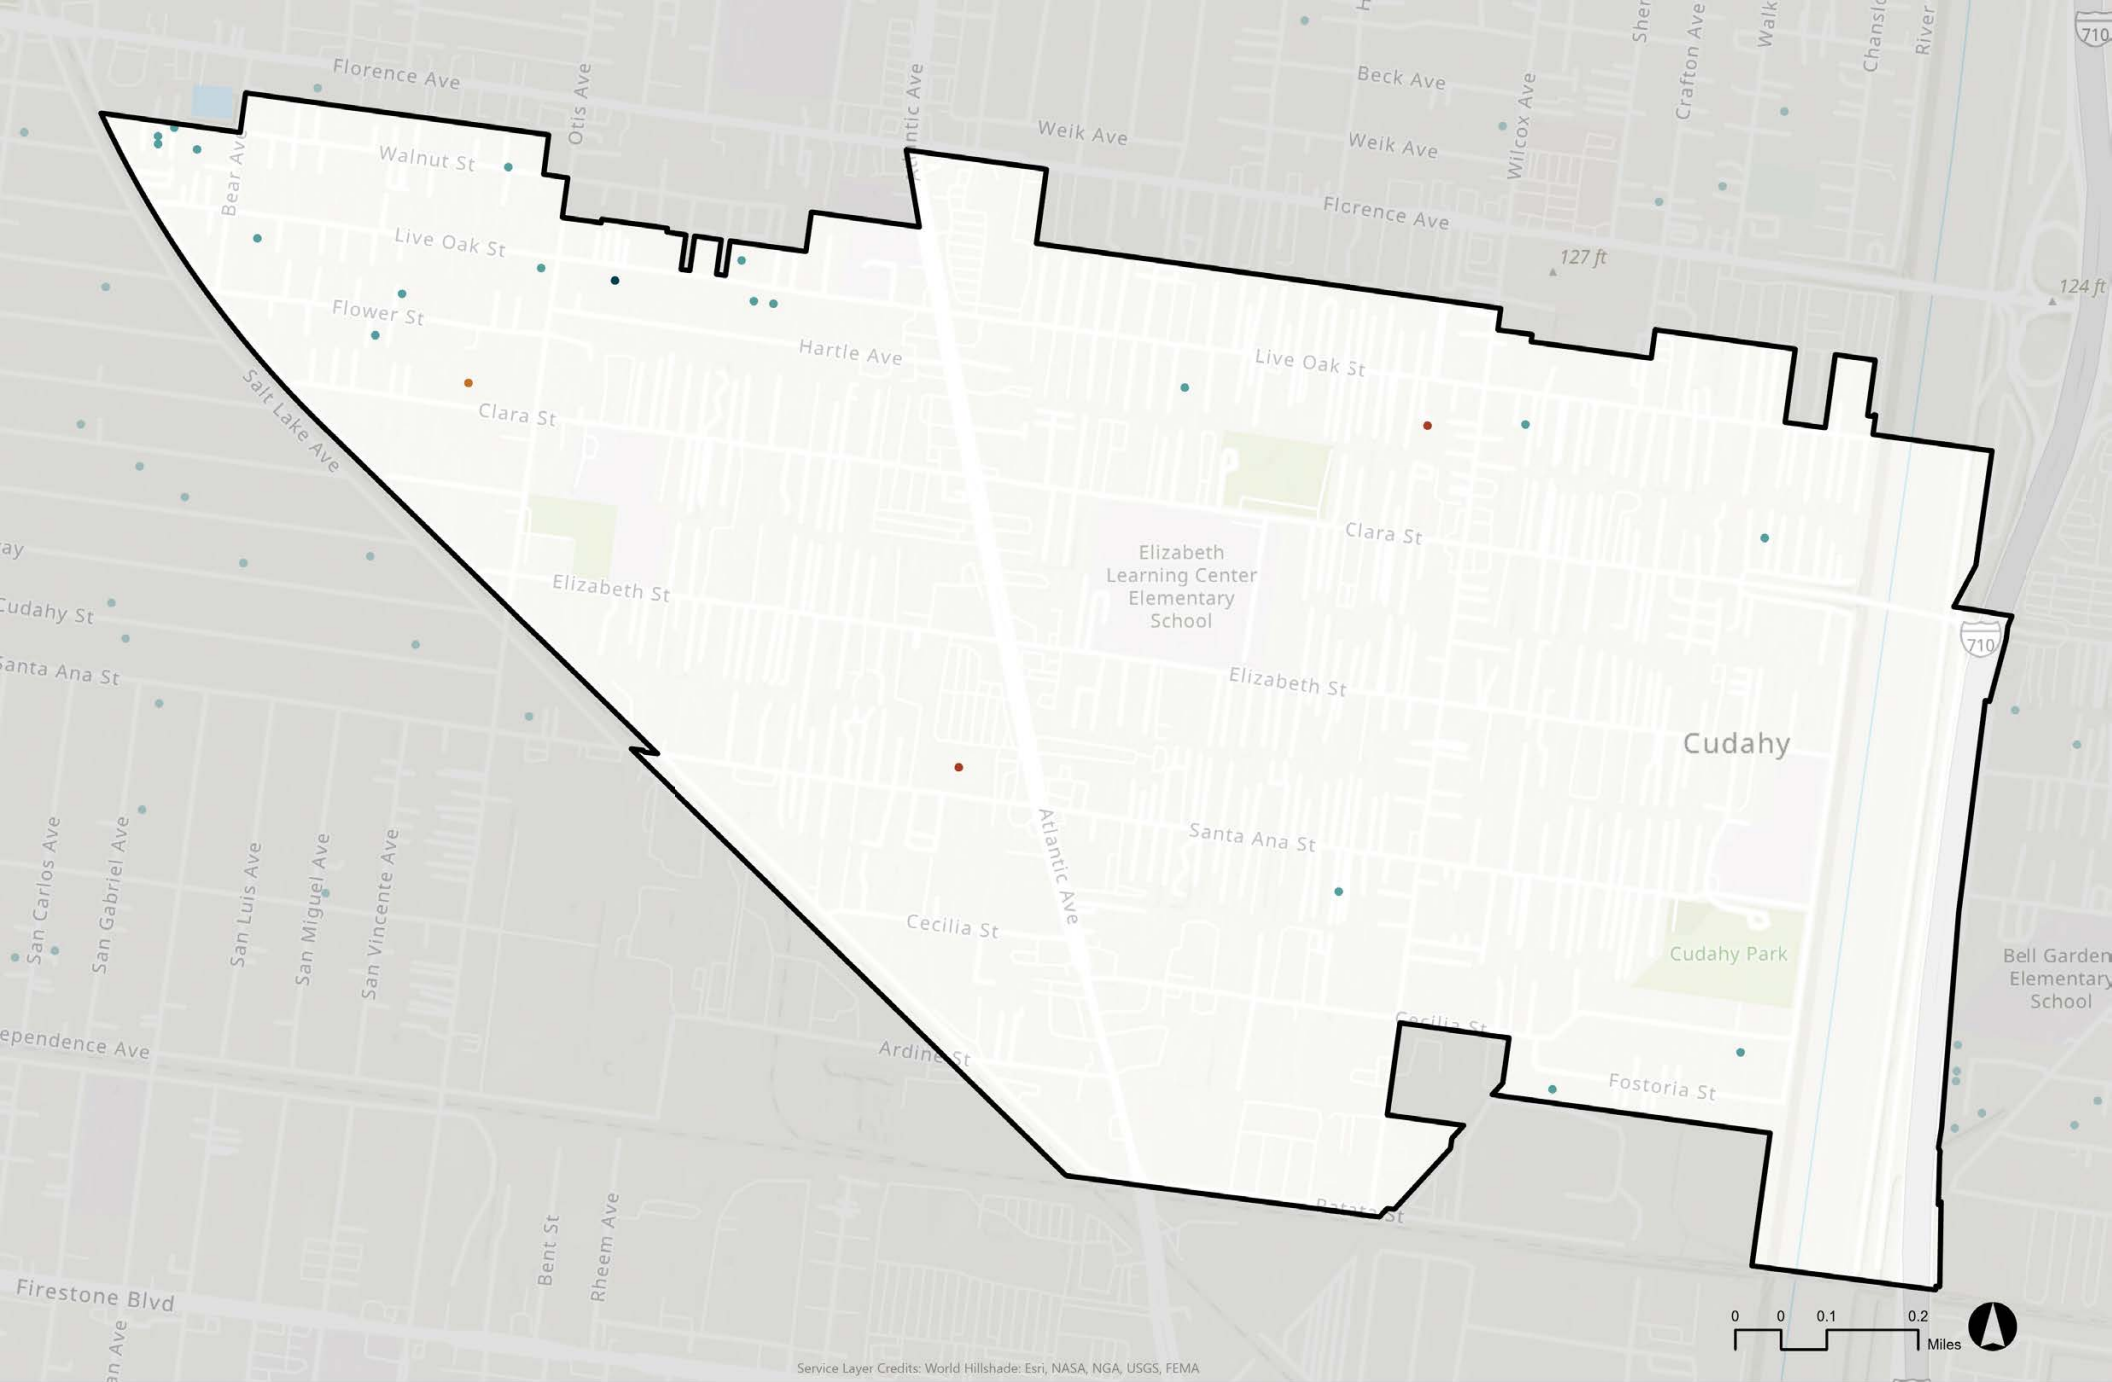 Florence Ave
Otis Ave
Beck Ave
Crafton Ave
River
710
Weik Ave
Wilcox Ave
Weik Ave
Walnut St
Bear Ave
Florence Ave
Live Oak St
127 ft
124 ft
Flower St
Hartle Ave
Live Oak St
Salt Lake Ave
Clara St
Clara St
Elizabeth
Learning Center
Elementary
School
Elizabeth St
Cudahy St
Santa Ana St
710
Elizabeth St
Cudahy
Atlantic Ave
Santa Ana St
San Carlos Ave
San Gabriel Ave
San Luis Ave
San Miguel Ave
San Vincente Ave
Cecilia St
Cudahy Park
Bell Garden
Elementary
School
Cecilia St
ependence Ave
Ardine St
Fostoria St
Bent St
Rheem Ave
Firestone Blvd
0 0 0.1 0.2
Miles
Service Layer Credits: World Hillshade: Esri, NASA, NGA, USGS, FEMA